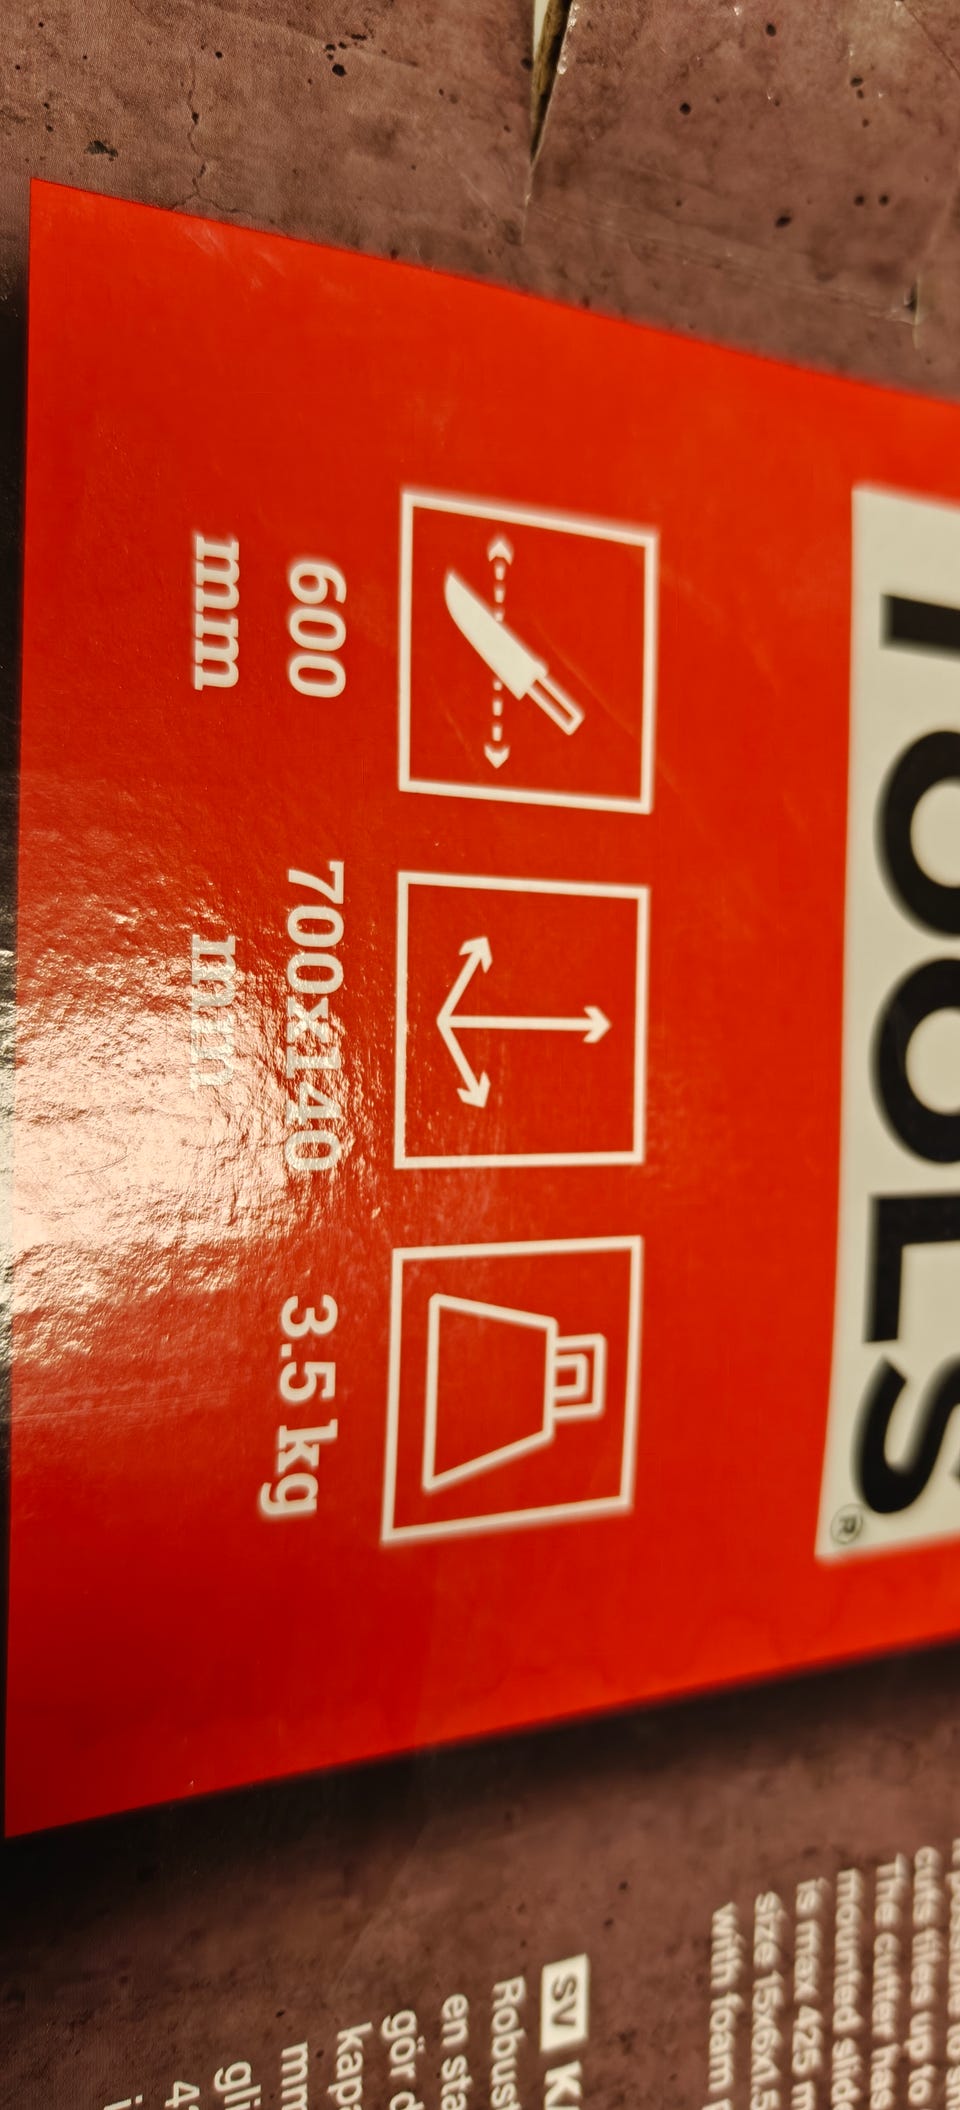 TOOLS®
600
mm
700x140
mm
3.5 kg
cuts tiles up to
The cutter has
mounted slid
is max 425 m
size 15x6x1.5
with foam
SV
Robust
en sta
gör d
kap
mm
gli